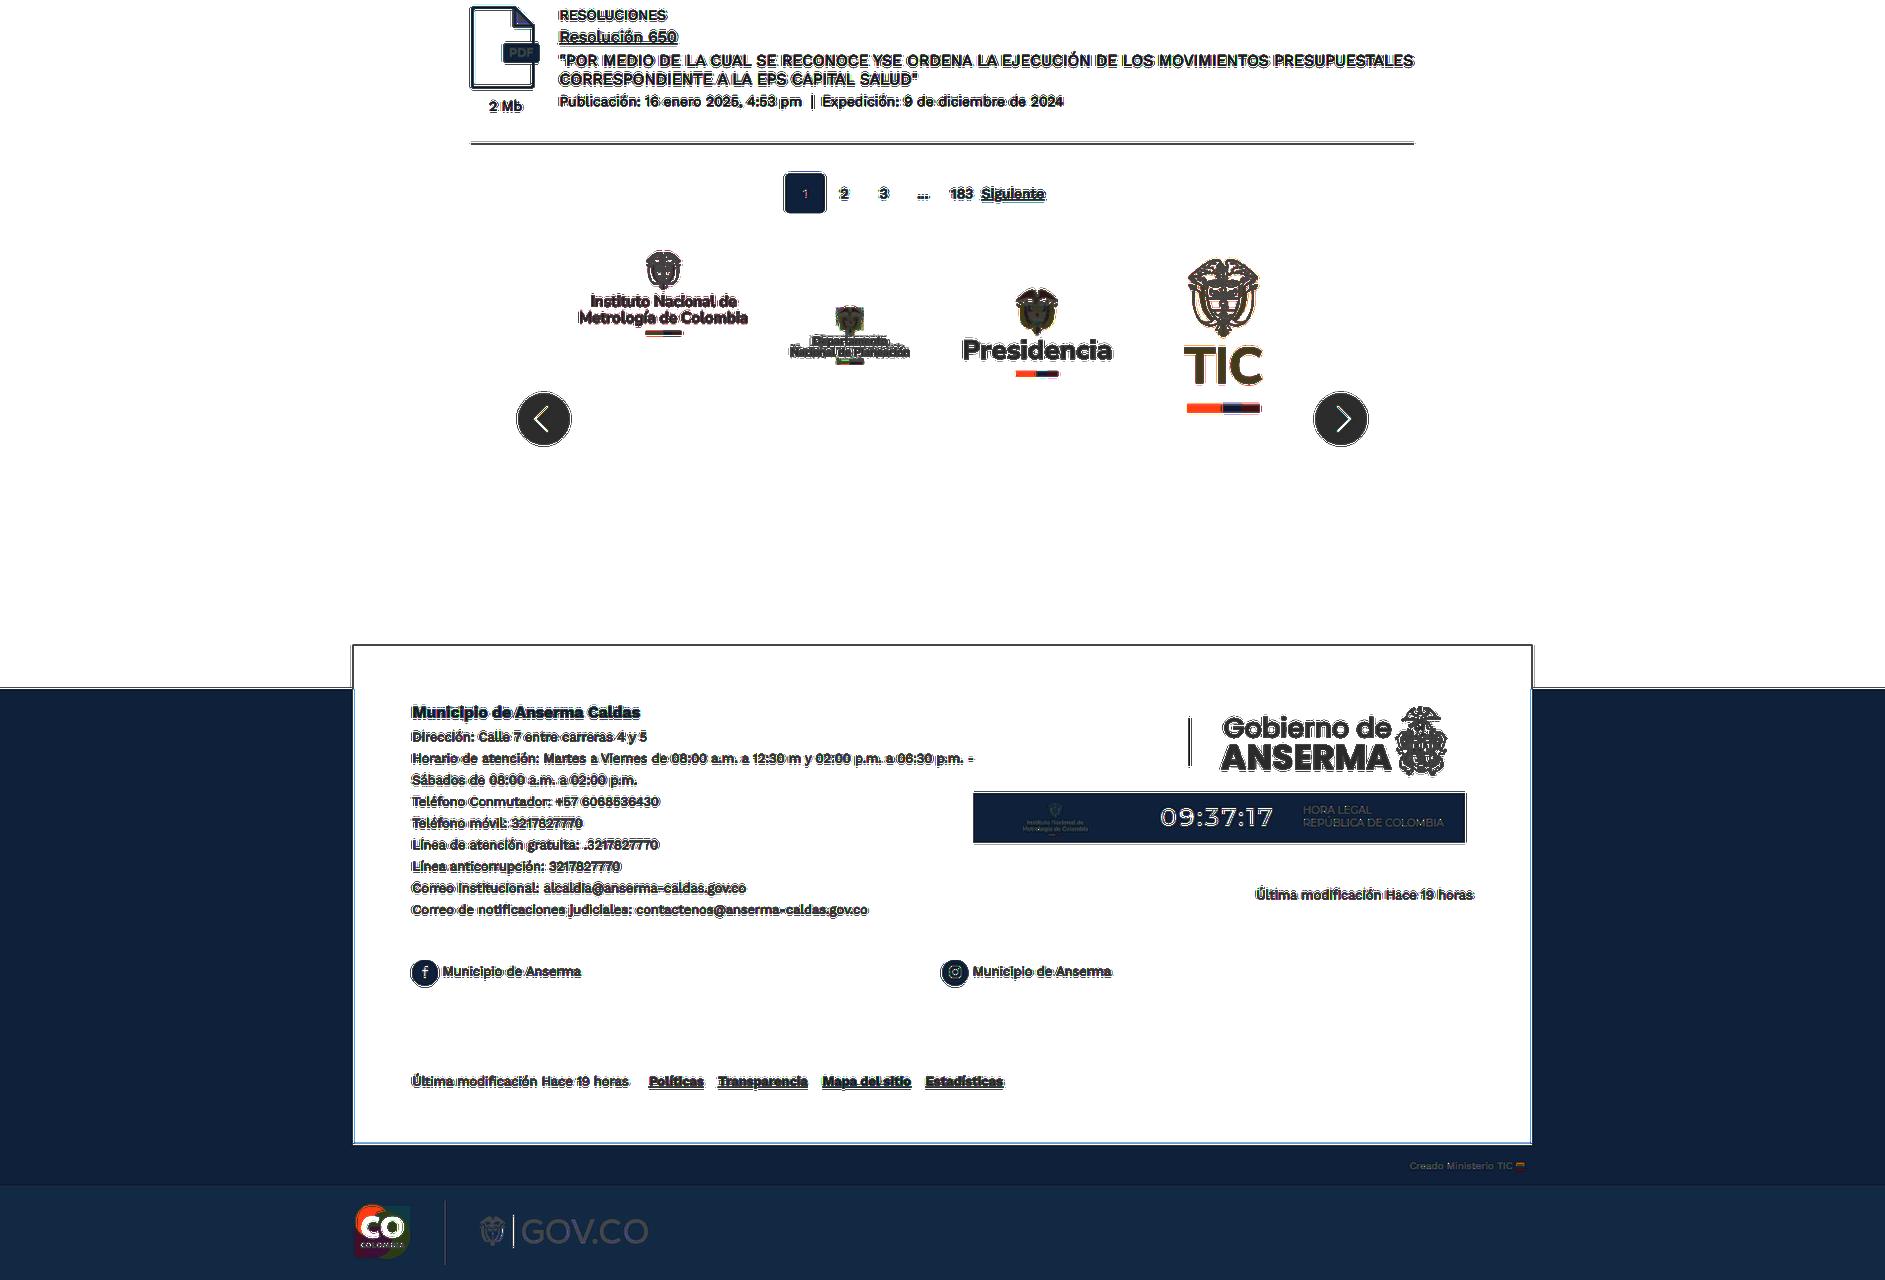 RESOLUCIONES
Resolución 650
"POR MEDIO DE LA CUAL SE RECONOCE YSE ORDENA LA EJECUCIÓN DE LOS MOVIMIENTOS PRESUPUESTALES
CORRESPONDIENTE A LA EPS CAPITAL SALUD"
PDF
2 Mb
Publicación: 16 enero 2025, 4:53 pm | Expedición: 9 de diciembre de 2024
1 2 3 ... 183 Siguiente
Instituto Nacional de
Metrología de Colombia
Departamento
Nacional de Planeación
Presidencia
TIC
Municipio de Anserma Caldas
Dirección: Calle 7 entre carreras 4 y 5
Horario de atención: Martes a Viernes de 08:00 a.m. a 12:30 m y 02:00 p.m. a 06:30 p.m. -
Sábados de 08:00 a.m. a 02:00 p.m.
Teléfono Conmutador: +57 6068536430
Teléfono móvil: 3217827770
Línea de atención gratuita: .3217827770
Línea anticorrupción: 3217827770
Correo institucional: alcaldia@anserma-caldas.gov.co
Correo de notificaciones judiciales: contactenos@anserma-caldas.gov.co
Gobierno de
ANSERMA
Instituto Nacional de
Metrología de Colombia
09:37:17
HORA LEGAL
REPÚBLICA DE COLOMBIA
Última modificación Hace 19 horas
Municipio de Anserma
Municipio de Anserma
Última modificación Hace 19 horas Políticas Transparencia Mapa del sitio Estadísticas
Creado Ministerio TIC
CO
COLOMBIA
GOV.CO